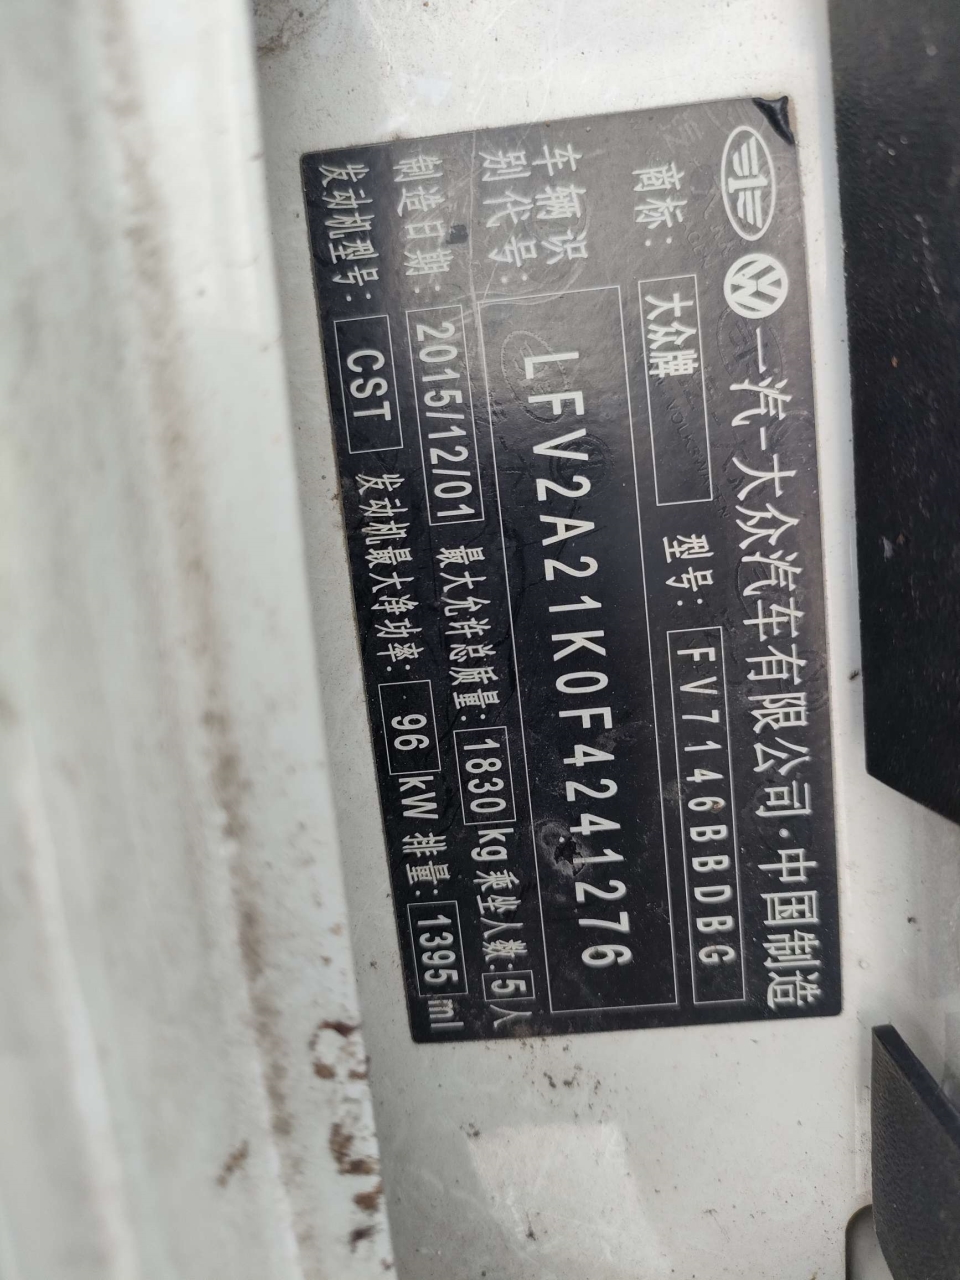 一汽-大众汽车有限公司·中国制造
商标: 大众牌 型号: FV7146BBDBG
车辆识别代号: LFV2A21K0F4241276
制造日期: 2015/12/01 最大允许总质量: 1830 kg 乘坐人数: 5 人
发动机型号: CST 发动机最大净功率: 96 kW 排量: 1395 ml